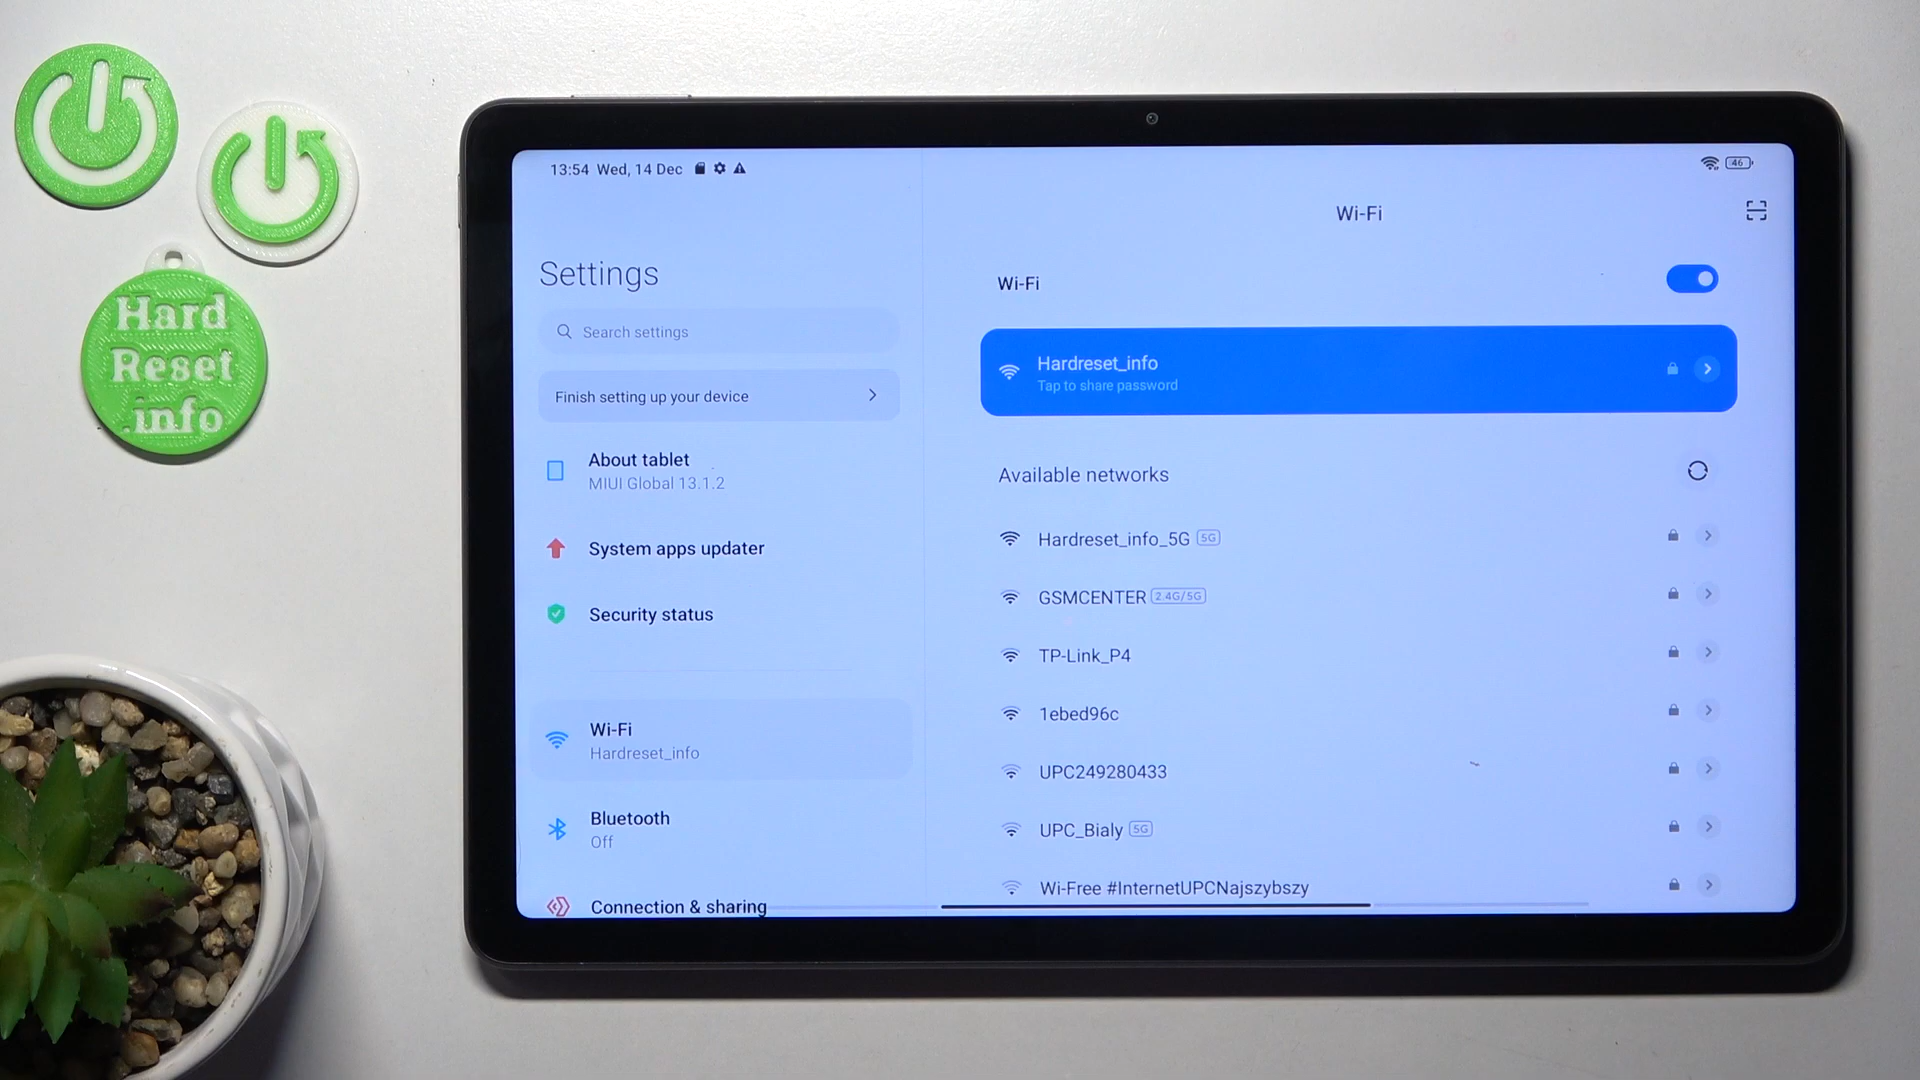 Hard
Reset
.info
13:54 Wed, 14 Dec
46
Settings
Search settings
Finish setting up your device
About tablet
MIUI Global 13.1.2
System apps updater
Security status
Wi-Fi
Hardreset_info
Bluetooth
Off
Connection & sharing
Wi-Fi
Wi-Fi
Hardreset_info
Tap to share password
Available networks
Hardreset_info_5G 5G
GSMCENTER 2.4G/5G
TP-Link_P4
1ebed96c
UPC249280433
UPC_Bialy 5G
Wi-Free #InternetUPCNajszybszy